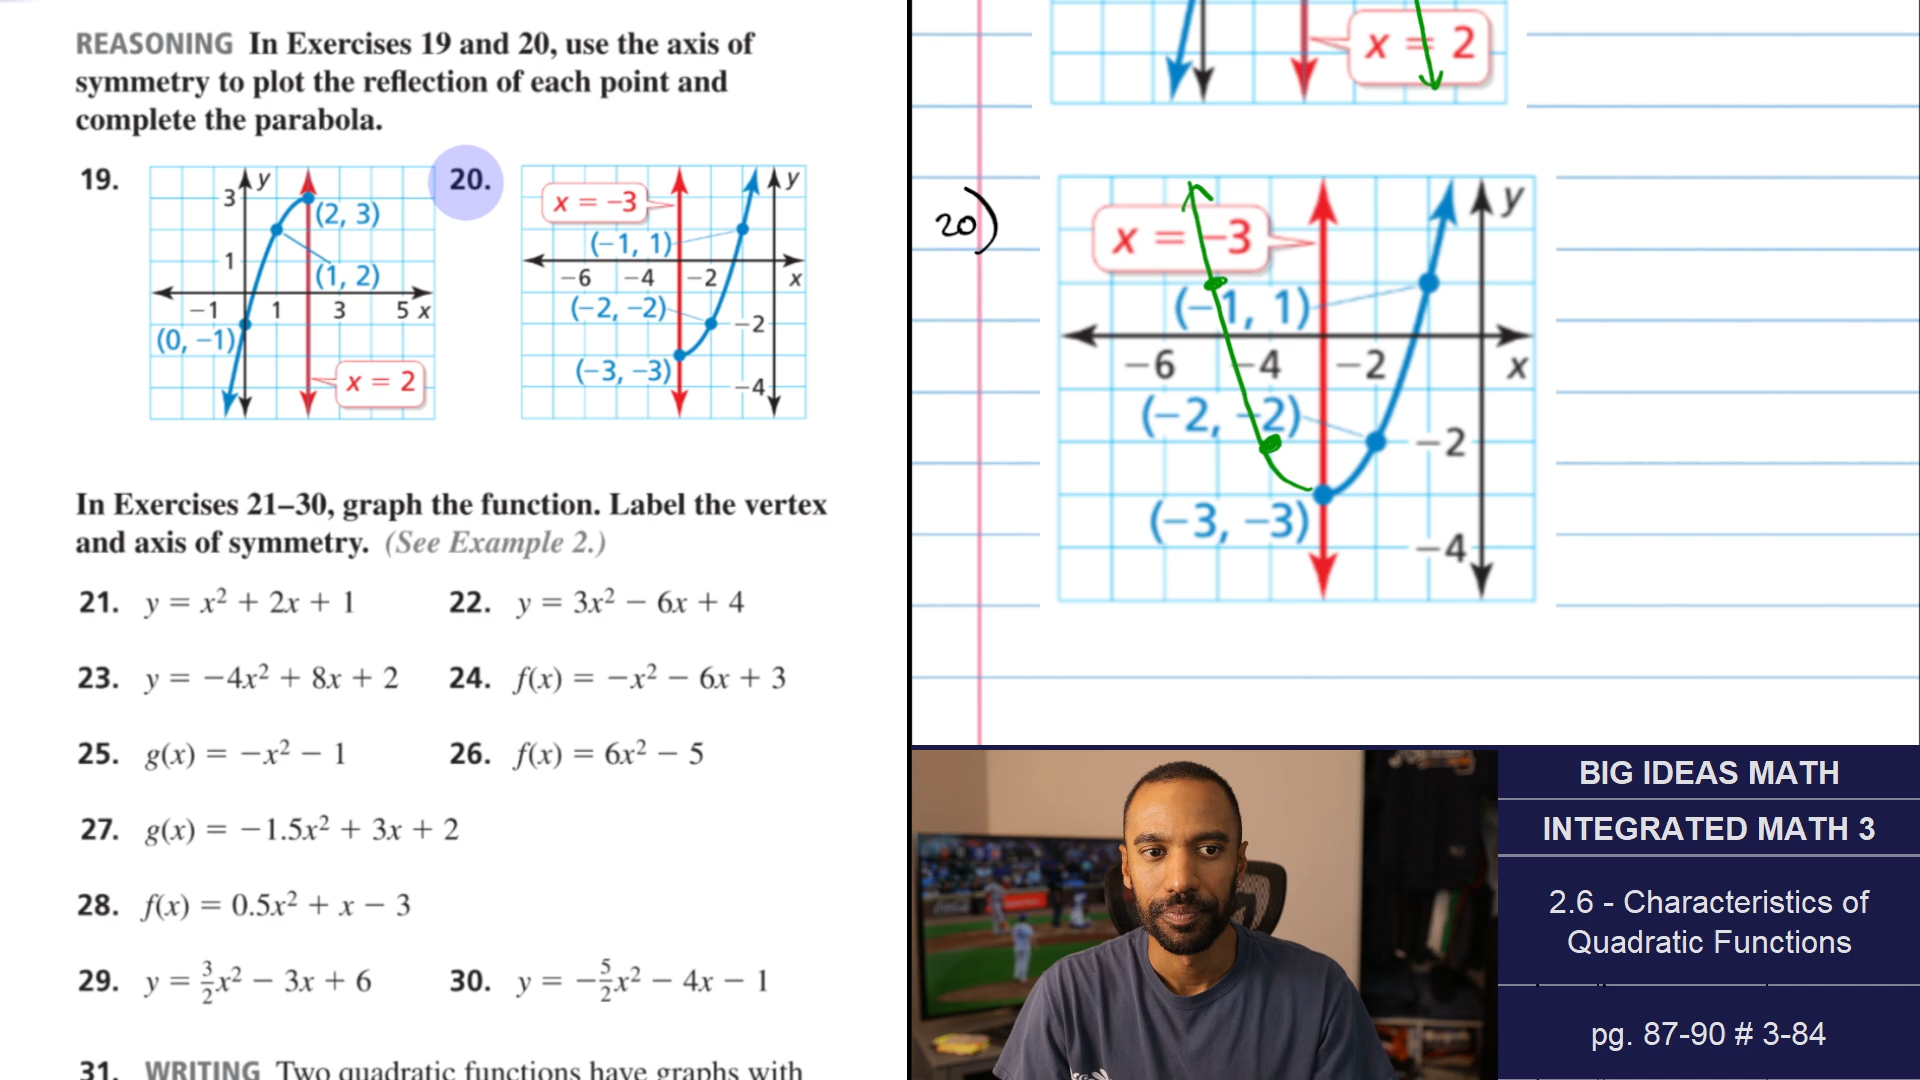 REASONING In Exercises 19 and 20, use the axis of
symmetry to plot the reflection of each point and
complete the parabola.
19.
y
3
(2, 3)
1
(1, 2)
−1 1 3 5 x
(0, −1)
x = 2
20.
y
x = −3
(−1, 1)
−6 −4 −2 x
(−2, −2)
−2
(−3, −3)
−4
In Exercises 21–30, graph the function. Label the vertex
and axis of symmetry. (See Example 2.)
21. y = x² + 2x + 1
22. y = 3x² − 6x + 4
23. y = −4x² + 8x + 2
24. f(x) = −x² − 6x + 3
25. g(x) = −x² − 1
26. f(x) = 6x² − 5
27. g(x) = −1.5x² + 3x + 2
28. f(x) = 0.5x² + x − 3
29. y = 3/2x² − 3x + 6
30. y = −5/2x² − 4x − 1
31. WRITING Two quadratic functions have graphs with
x = 2
20)
y
x = −3
(−1, 1)
−6 −4 −2 x
(−2, −2)
−2
(−3, −3)
−4
BIG IDEAS MATH
INTEGRATED MATH 3
2.6 - Characteristics of
Quadratic Functions
pg. 87-90 # 3-84